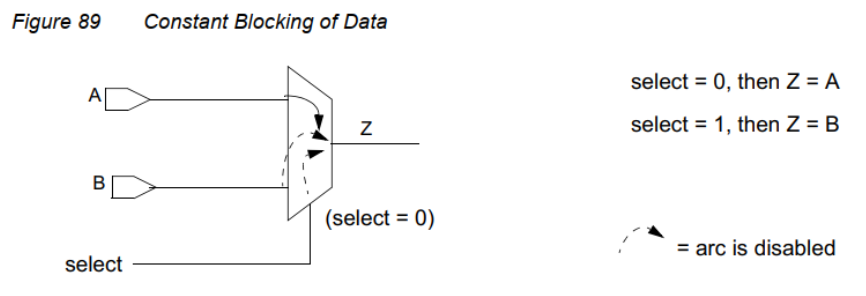 Figure 89 Constant Blocking of Data
A
B
select
Z
(select = 0)
select = 0, then Z = A
select = 1, then Z = B
= arc is disabled